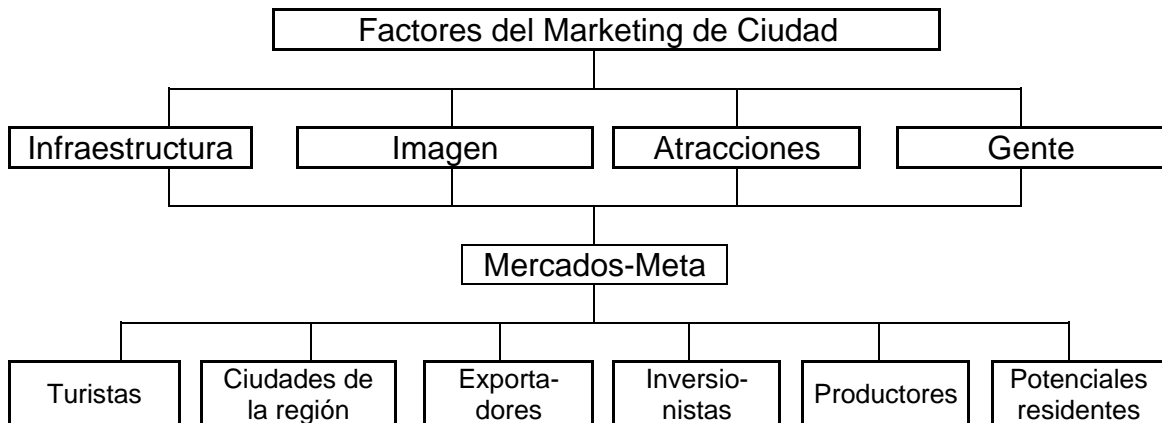 Factores del Marketing de Ciudad
Infraestructura
Imagen
Atracciones
Gente
Mercados-Meta
Turistas
Ciudades de
la región
Exporta-
dores
Inversio-
nistas
Productores
Potenciales
residentes